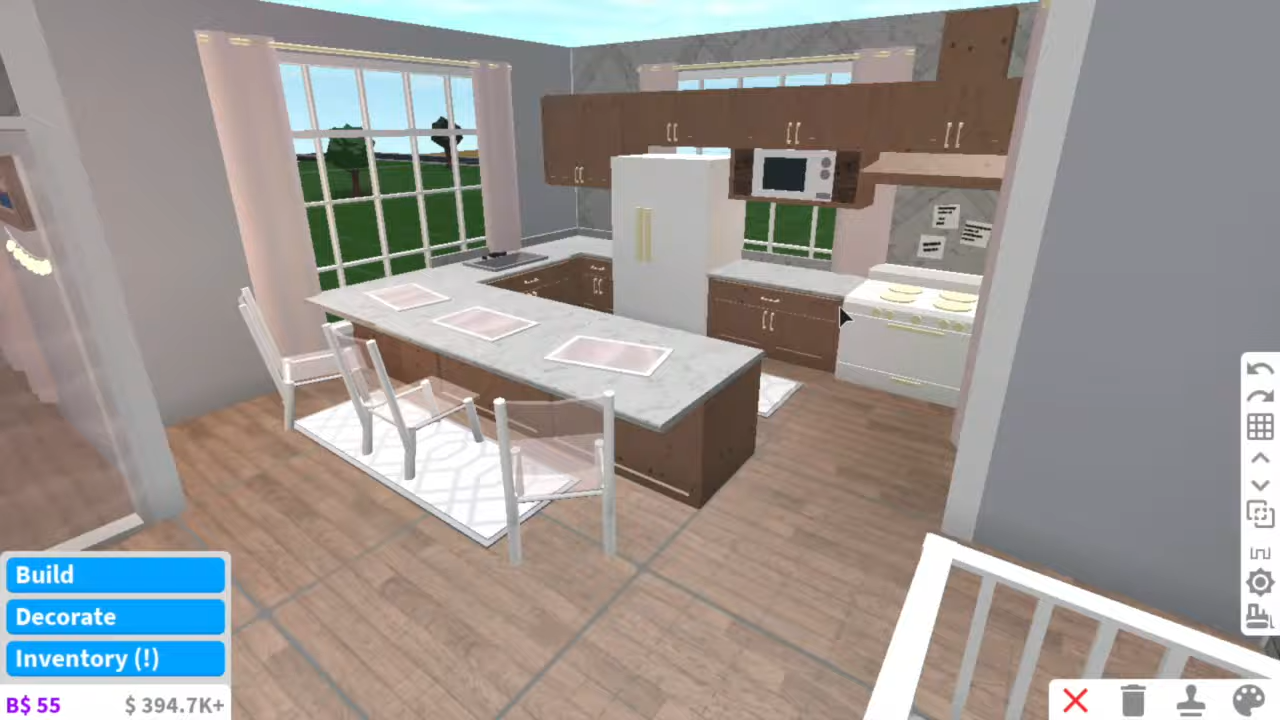 Build
Decorate
Inventory (!)
B$ 55
$ 394.7K+